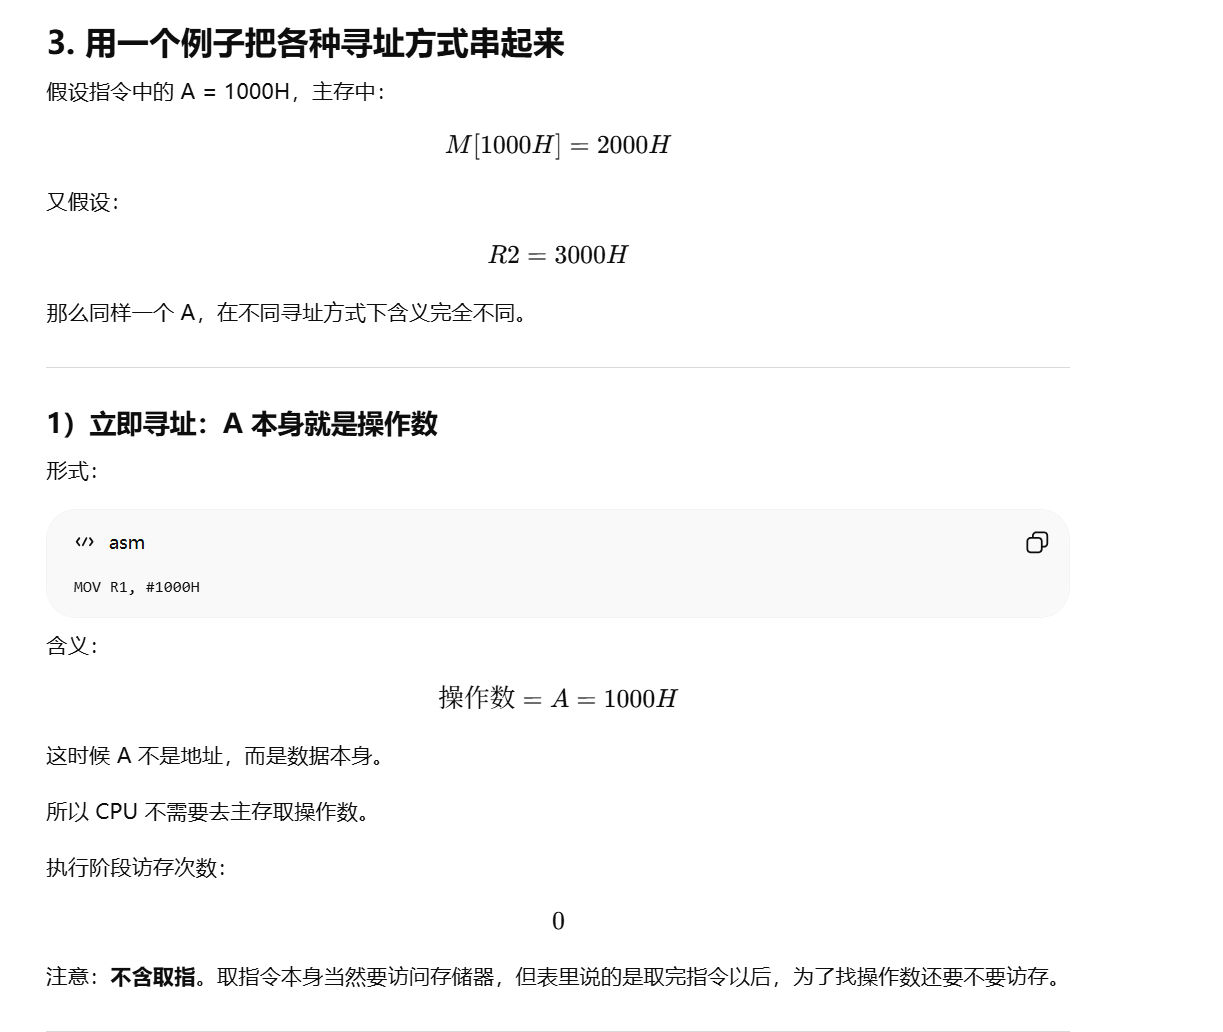 3. 用一个例子把各种寻址方式串起来
假设指令中的 A = 1000H，主存中：
M[1000H] = 2000H
又假设：
R2 = 3000H
那么同样一个 A，在不同寻址方式下含义完全不同。
1）立即寻址：A 本身就是操作数
形式：
asm
MOV R1, #1000H
含义：
操作数 = A = 1000H
这时候 A 不是地址，而是数据本身。
所以 CPU 不需要去主存取操作数。
执行阶段访存次数：
0
注意：不含取指。取指令本身当然要访问存储器，但表里说的是取完指令以后，为了找操作数还要不要访存。